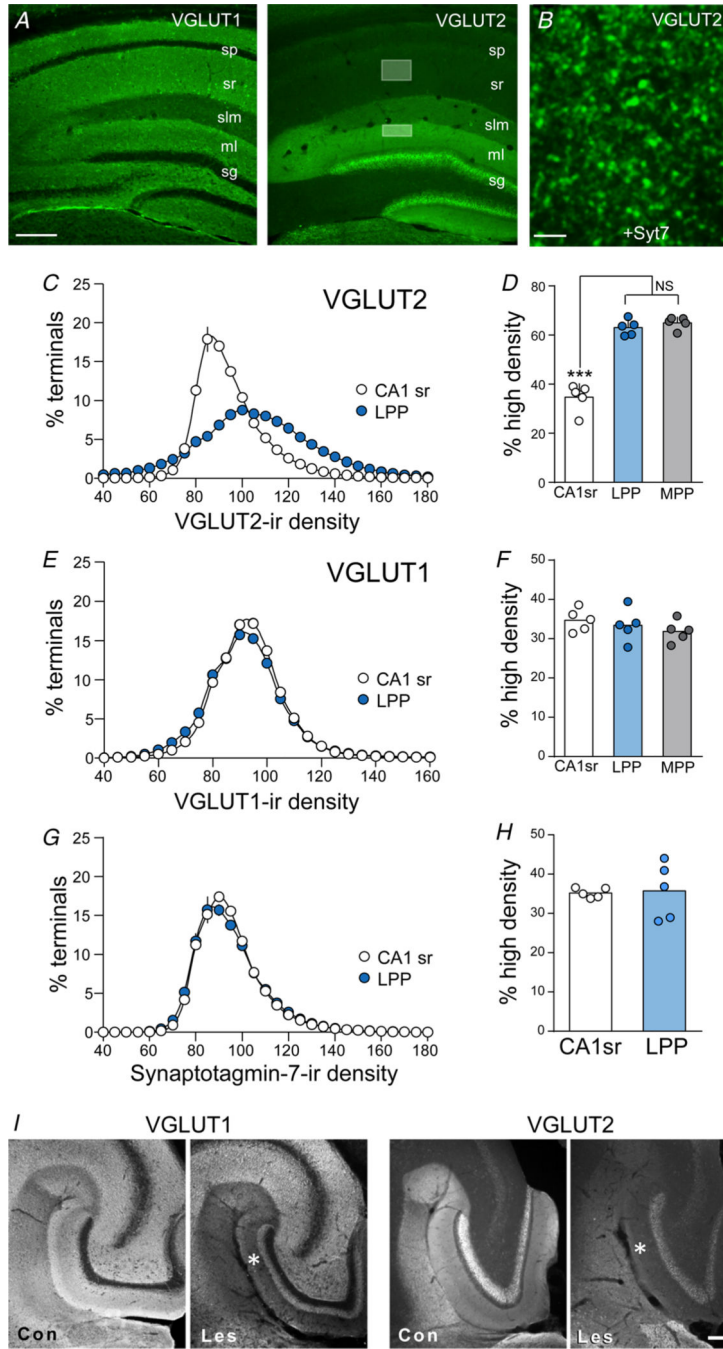 A
VGLUT1
sp
sr
slm
ml
sg
VGLUT2
sp
sr
slm
ml
sg
B
VGLUT2
+Syt7
C
VGLUT2
% terminals
25
20
15
10
5
0
CA1 sr
LPP
40 60 80 100 120 140 160 180
VGLUT2-ir density
D
% high density
80
60
40
20
NS
***
CA1sr LPP MPP
E
VGLUT1
% terminals
25
20
15
10
5
0
CA1 sr
LPP
40 60 80 100 120 140 160
VGLUT1-ir density
F
% high density
50
40
30
20
10
0
CA1sr LPP MPP
G
% terminals
25
20
15
10
5
0
CA1 sr
LPP
40 60 80 100 120 140 160 180
Synaptotagmin-7-ir density
H
% high density
50
40
30
20
10
0
CA1sr LPP
I
VGLUT1
VGLUT2
Con
*
Les
Con
*
Les